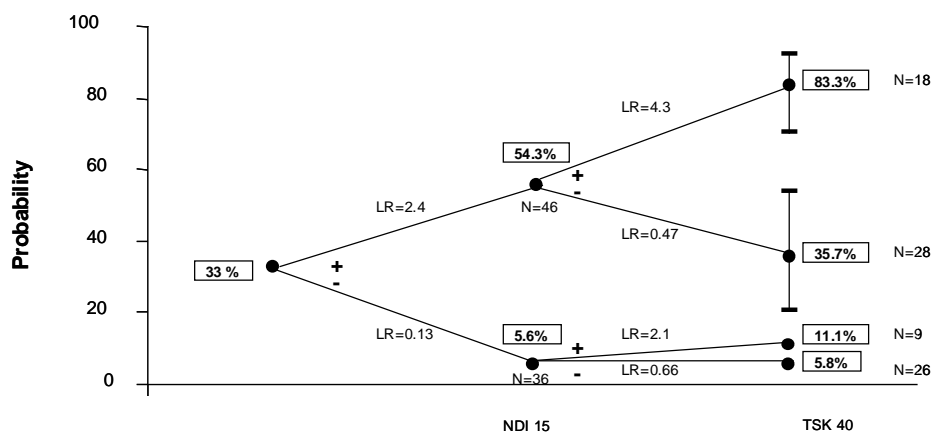 100
80
60
40
20
0
Probability
33 %
+
-
LR=2.4
LR=0.13
54.3%
+
-
N=46
LR=4.3
LR=0.47
5.6%
+
-
N=36
LR=2.1
LR=0.66
83.3%
N=18
35.7%
N=28
11.1%
N=9
5.8%
N=26
NDI 15
TSK 40